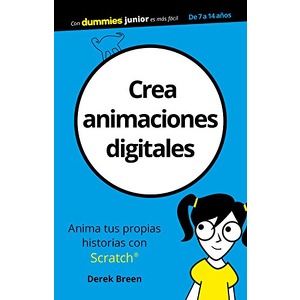 Con dummies junior es más fácil
De 7 a 14 años
Crea
animaciones
digitales
Anima tus propias
historias con
Scratch®
Derek Breen